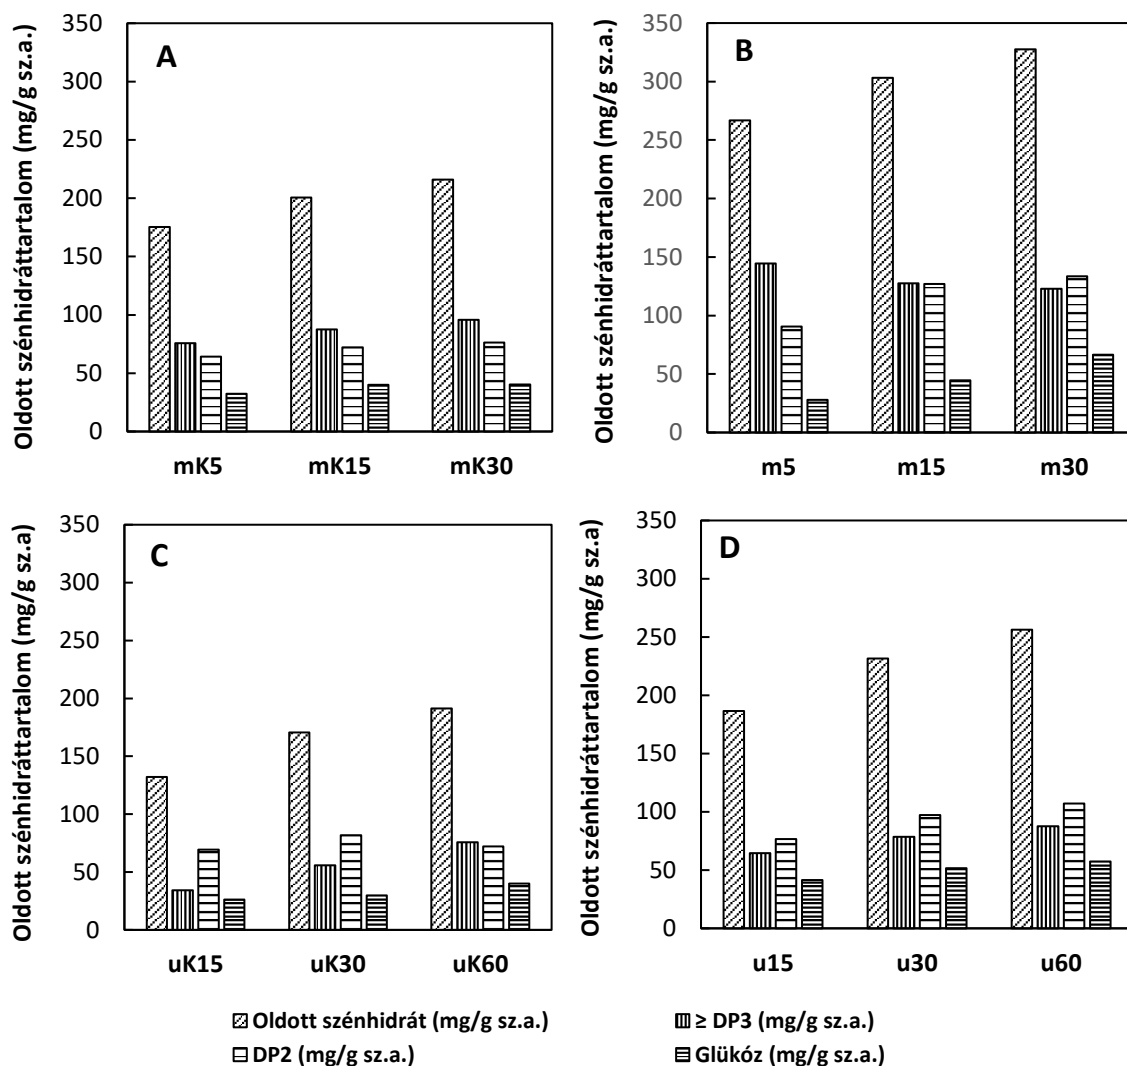 Oldott szénhidráttartalom (mg/g sz.a.)
350
300
250
200
150
100
50
0
A
mK5 mK15 mK30
Oldott szénhidráttartalom (mg/g sz.a.)
350
300
250
200
150
100
50
0
B
m5 m15 m30
Oldott szénhidráttartalom (mg/g sz.a)
350
300
250
200
150
100
50
0
C
uK15 uK30 uK60
Oldott szénhidráttartalom (mg/g sz.a)
350
300
250
200
150
100
50
0
D
u15 u30 u60
Oldott szénhidrát (mg/g sz.a.) ≥ DP3 (mg/g sz.a.)
DP2 (mg/g sz.a.) Glükóz (mg/g sz.a.)